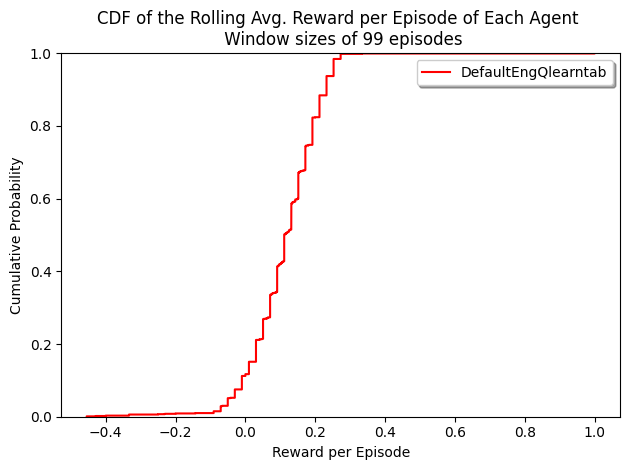 CDF of the Rolling Avg. Reward per Episode of Each Agent
Window sizes of 99 episodes
DefaultEngQlearntab
Cumulative Probability
1.0
0.8
0.6
0.4
0.2
0.0
−0.4 −0.2 0.0 0.2 0.4 0.6 0.8 1.0
Reward per Episode